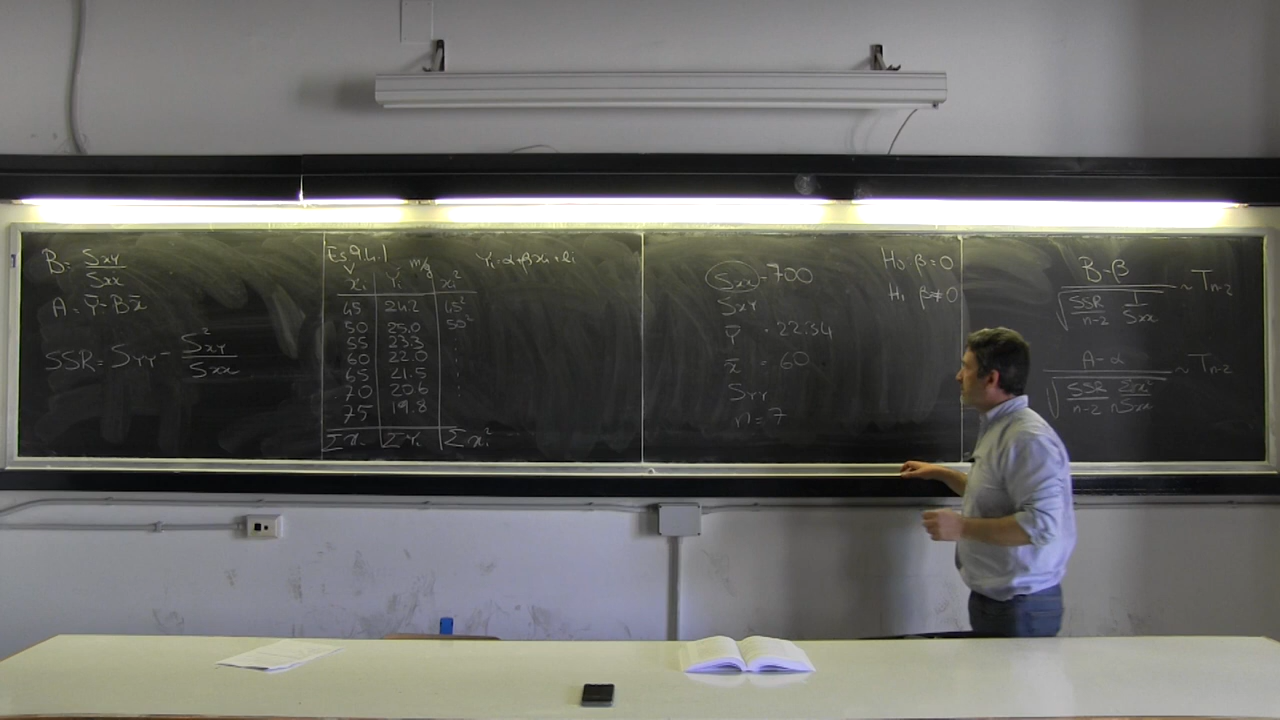 B = SxY / Sxx
A = Ȳ - Bx̄
SSR = SYY - S²xY / Sxx
Es 9.4.1
V m/g
Yi = α + βxi + ei
xi Yi xi²
45 24.2 45²
50 25.0 50²
55 23.3 :
60 22.0 :
65 21.5 :
70 20.6 :
75 19.8
Σxi ΣYi Σxi²
Sxx = 700
SxY
Ȳ = 22.34
x̄ = 60
SYY
n = 7
H0: β = 0
H1 β ≠ 0
B - β / √(SSR / n-2 1 / Sxx) ~ Tn-2
A - α / √(SSR / n-2 Σxi² / nSxx) ~ Tn-2